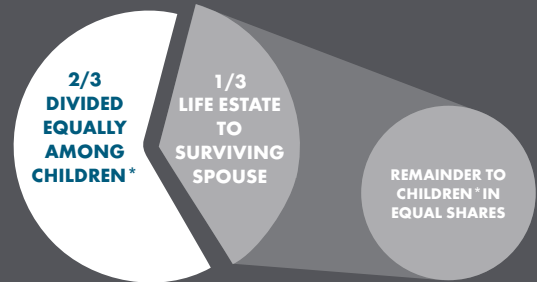 2/3
DIVIDED
EQUALLY
AMONG
CHILDREN*
1/3
LIFE ESTATE
TO
SURVIVING
SPOUSE
REMAINDER TO
CHILDREN*IN
EQUAL SHARES